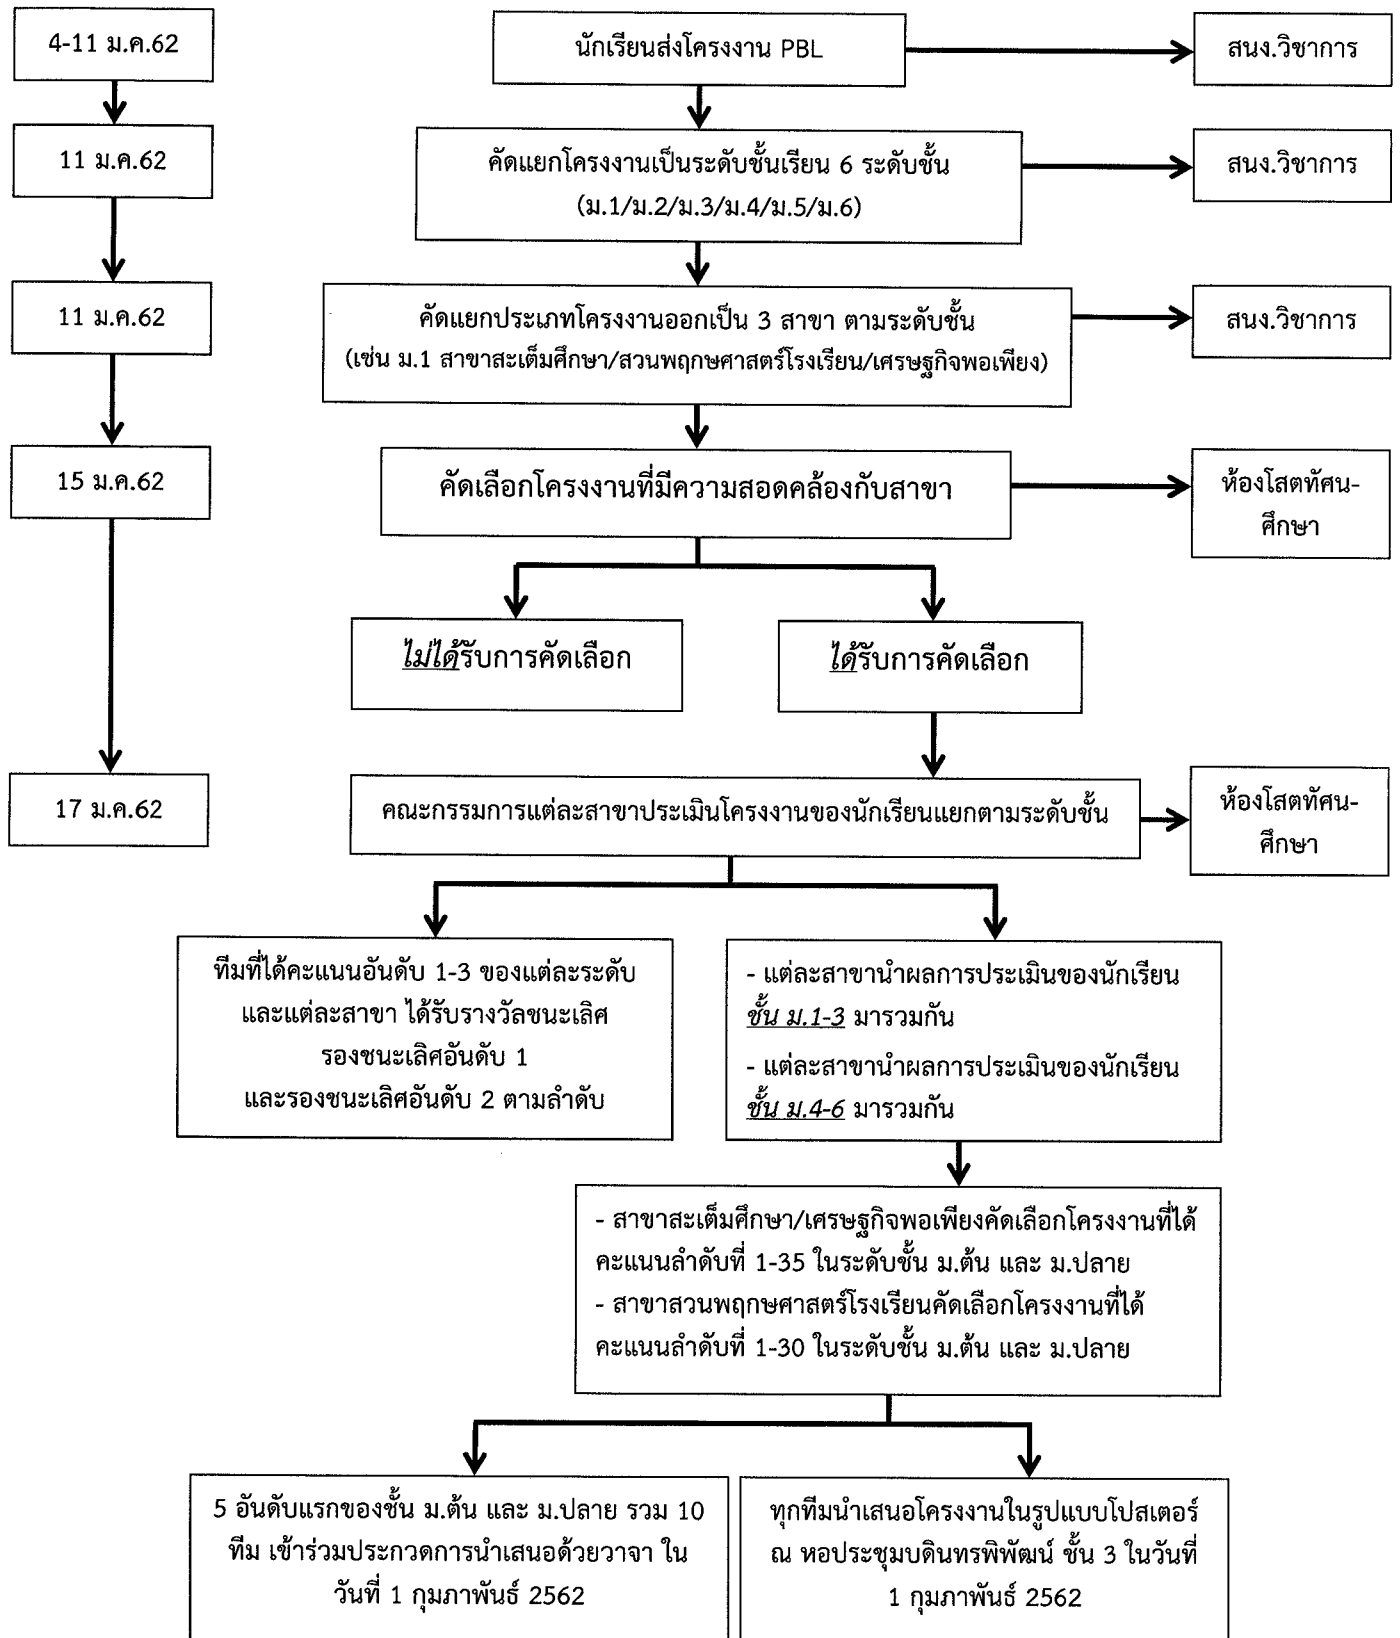 4-11 ม.ค.62
นักเรียนส่งโครงงาน PBL
สนง.วิชาการ
11 ม.ค.62
คัดแยกโครงงานเป็นระดับชั้นเรียน 6 ระดับชั้น
(ม.1/ม.2/ม.3/ม.4/ม.5/ม.6)
สนง.วิชาการ
11 ม.ค.62
คัดแยกประเภทโครงงานออกเป็น 3 สาขา ตามระดับชั้น
(เช่น ม.1 สาขาสะเต็มศึกษา/สวนพฤกษศาสตร์โรงเรียน/เศรษฐกิจพอเพียง)
สนง.วิชาการ
15 ม.ค.62
คัดเลือกโครงงานที่มีความสอดคล้องกับสาขา
ห้องโสตทัศน-
ศึกษา
ไม่ได้รับการคัดเลือก
ได้รับการคัดเลือก
17 ม.ค.62
คณะกรรมการแต่ละสาขาประเมินโครงงานของนักเรียนแยกตามระดับชั้น
ห้องโสตทัศน-
ศึกษา
ทีมที่ได้คะแนนอันดับ 1-3 ของแต่ละระดับ
และแต่ละสาขา ได้รับรางวัลชนะเลิศ
รองชนะเลิศอันดับ 1
และรองชนะเลิศอันดับ 2 ตามลำดับ
- แต่ละสาขานำผลการประเมินของนักเรียน
ชั้น ม.1-3 มารวมกัน
- แต่ละสาขานำผลการประเมินของนักเรียน
ชั้น ม.4-6 มารวมกัน
- สาขาสะเต็มศึกษา/เศรษฐกิจพอเพียงคัดเลือกโครงงานที่ได้
คะแนนลำดับที่ 1-35 ในระดับชั้น ม.ต้น และ ม.ปลาย
- สาขาสวนพฤกษศาสตร์โรงเรียนคัดเลือกโครงงานที่ได้
คะแนนลำดับที่ 1-30 ในระดับชั้น ม.ต้น และ ม.ปลาย
5 อันดับแรกของชั้น ม.ต้น และ ม.ปลาย รวม 10
ทีม เข้าร่วมประกวดการนำเสนอด้วยวาจา ใน
วันที่ 1 กุมภาพันธ์ 2562
ทุกทีมนำเสนอโครงงานในรูปแบบโปสเตอร์
ณ หอประชุมบดินทรพิพัฒน์ ชั้น 3 ในวันที่
1 กุมภาพันธ์ 2562